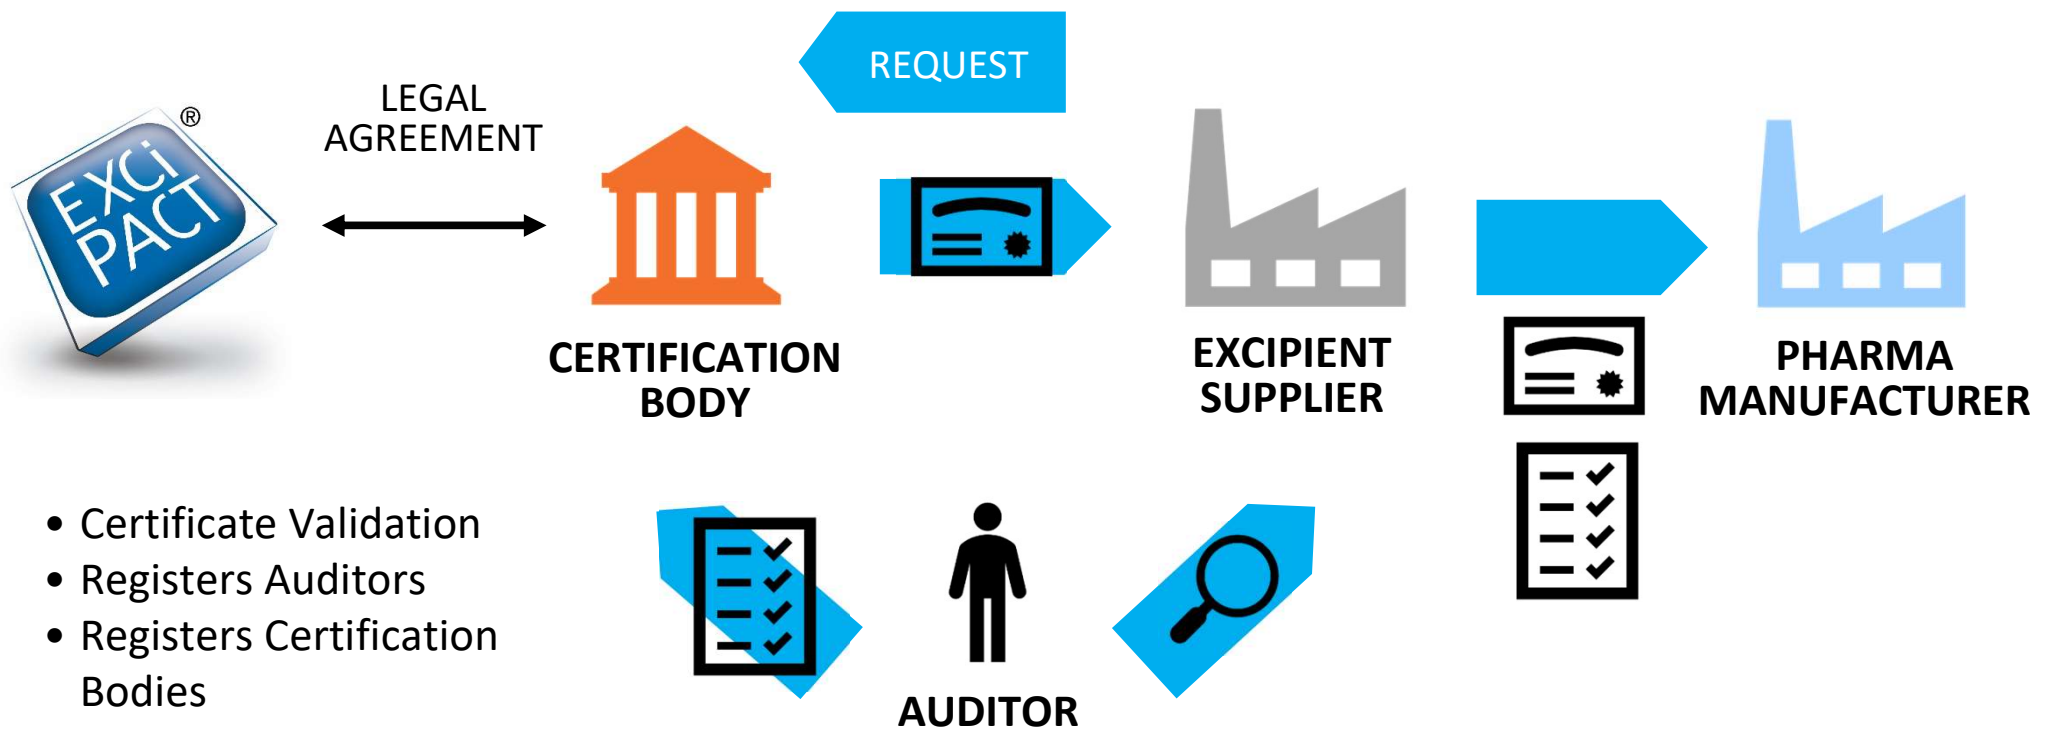 REQUEST
LEGAL
AGREEMENT
®
EXCi
PACT
CERTIFICATION
BODY
EXCIPIENT
SUPPLIER
PHARMA
MANUFACTURER
• Certificate Validation
• Registers Auditors
• Registers Certification
Bodies
AUDITOR